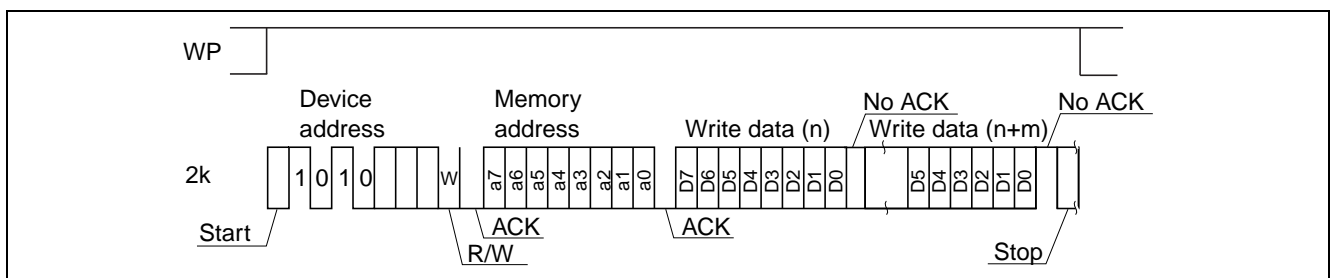 WP
Device address
Memory address
No ACK
No ACK
Write data (n)
Write data (n+m)
2k
1 0 1 0
W
a7 a6 a5 a4 a3 a2 a1 a0
D7 D6 D5 D4 D3 D2 D1 D0
D5 D4 D3 D2 D1 D0
Start
ACK
ACK
R/W
Stop